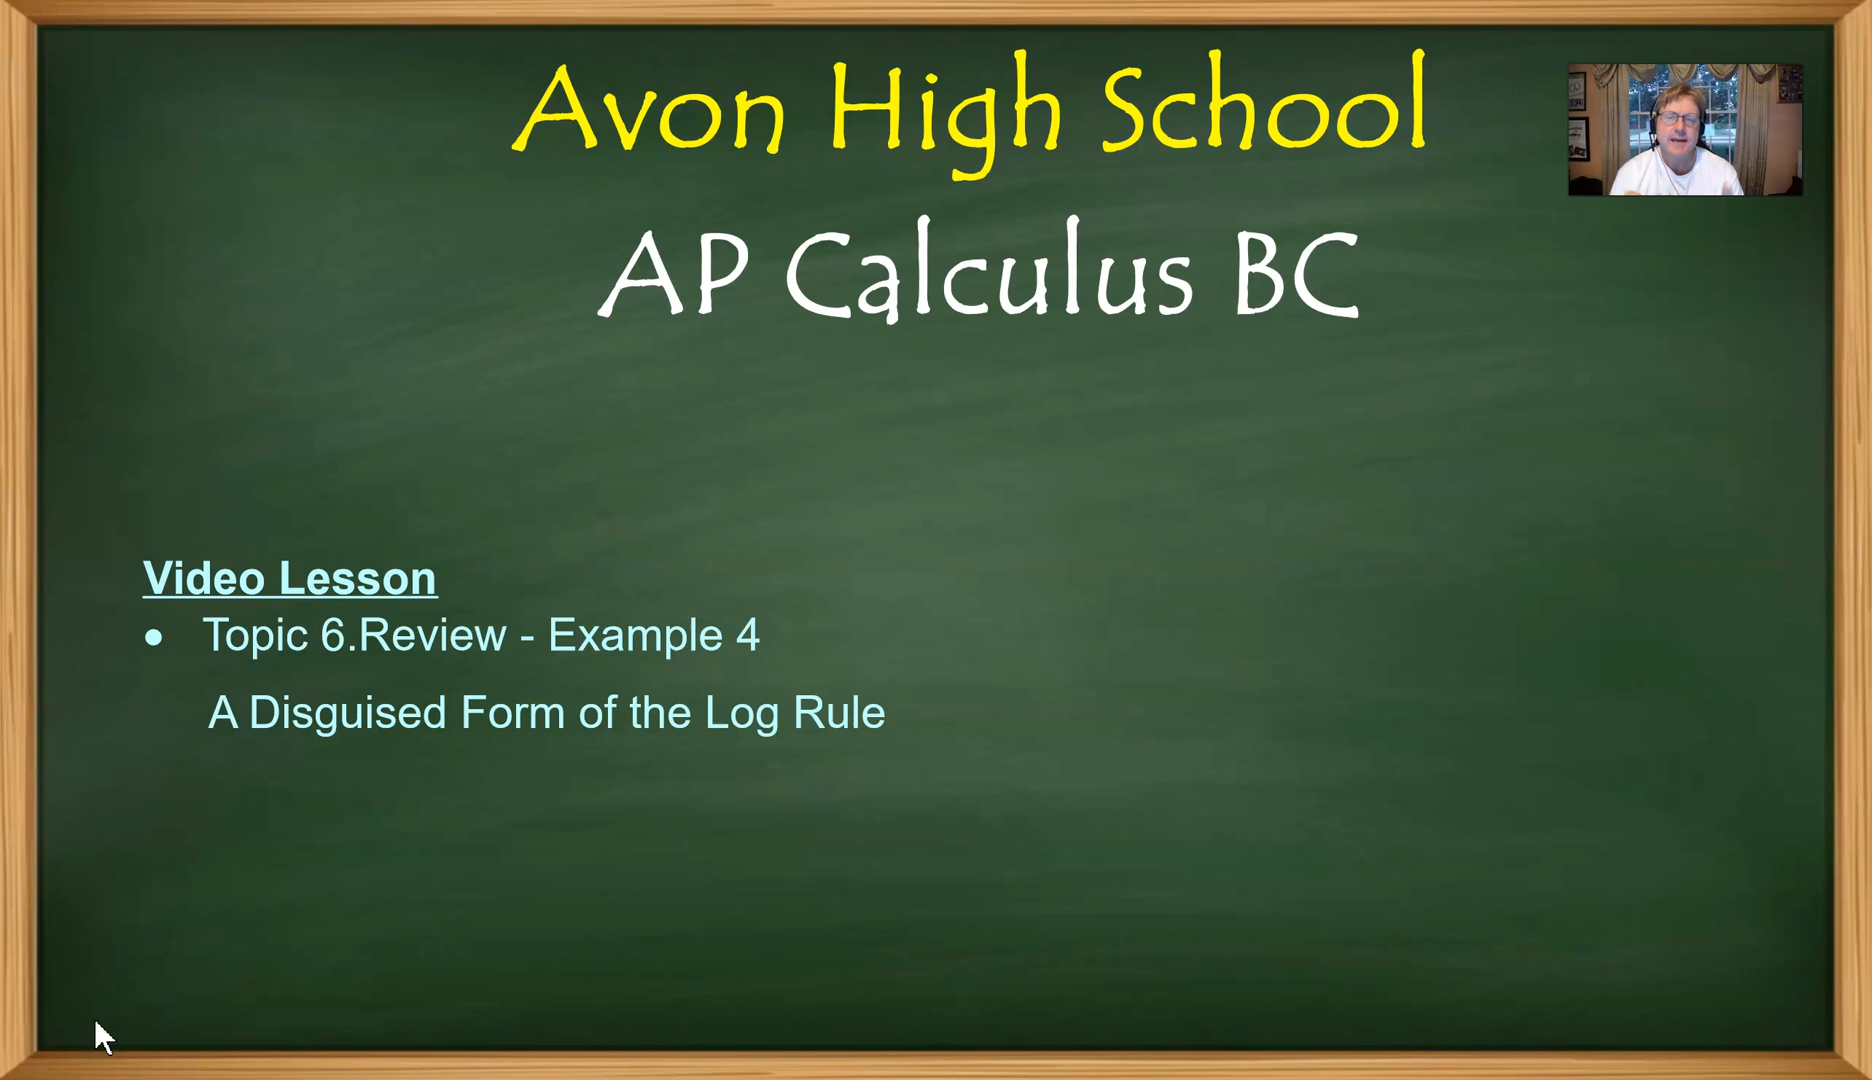 Avon High School
AP Calculus BC
Video Lesson
● Topic 6.Review - Example 4
A Disguised Form of the Log Rule